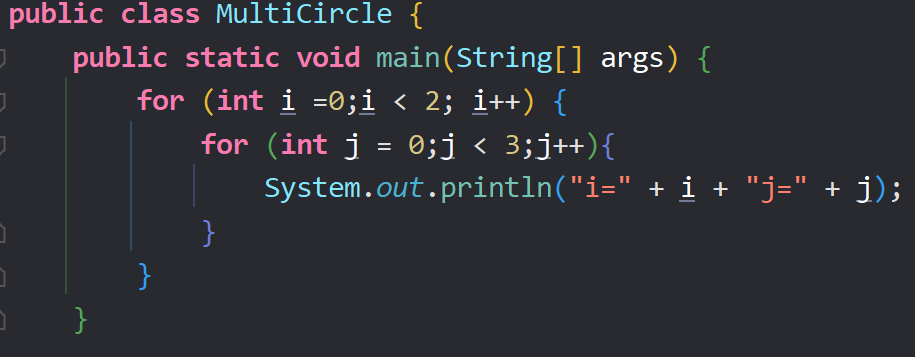 public class MultiCircle {
    public static void main(String[] args) {
        for (int i =0;i < 2; i++) {
            for (int j = 0;j < 3;j++){
                System.out.println("i=" + i + "j=" + j);
            }
        }
    }